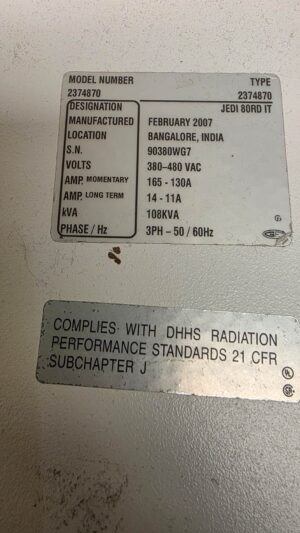 MODEL NUMBER TYPE
2374870 2374870
DESIGNATION JEDI 80RD IT
MANUFACTURED FEBRUARY 2007
LOCATION BANGALORE, INDIA
S.N. 90380WG7
VOLTS 380-480 VAC
AMP. MOMENTARY 165 - 130A
AMP. LONG TERM 14 - 11A
kVA 108KVA
PHASE / Hz 3PH - 50 / 60Hz
COMPLIES WITH DHHS RADIATION
PERFORMANCE STANDARDS 21 CFR
SUBCHAPTER J